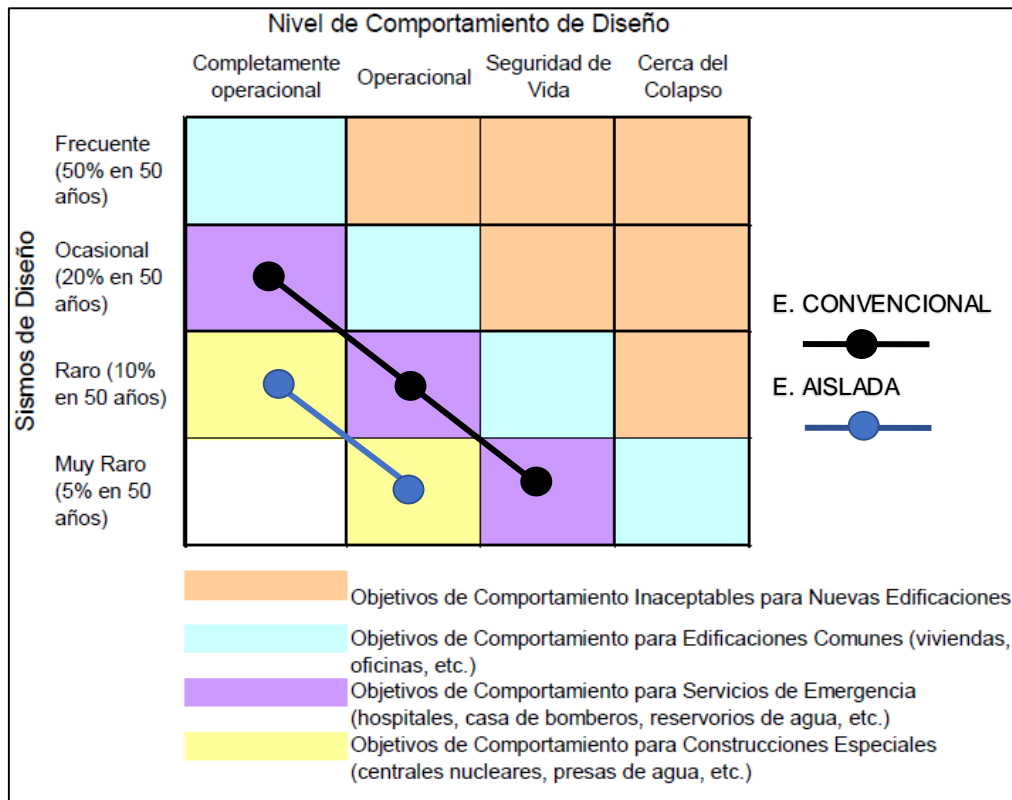 Nivel de Comportamiento de Diseño
Completamente
operacional
Operacional
Seguridad de
Vida
Cerca del
Colapso
Sismos de Diseño
Frecuente
(50% en 50
años)
Ocasional
(20% en 50
años)
Raro (10%
en 50 años)
Muy Raro
(5% en 50
años)
E. CONVENCIONAL
E. AISLADA
Objetivos de Comportamiento Inaceptables para Nuevas Edificaciones
Objetivos de Comportamiento para Edificaciones Comunes (viviendas,
oficinas, etc.)
Objetivos de Comportamiento para Servicios de Emergencia
(hospitales, casa de bomberos, reservorios de agua, etc.)
Objetivos de Comportamiento para Construcciones Especiales
(centrales nucleares, presas de agua, etc.)